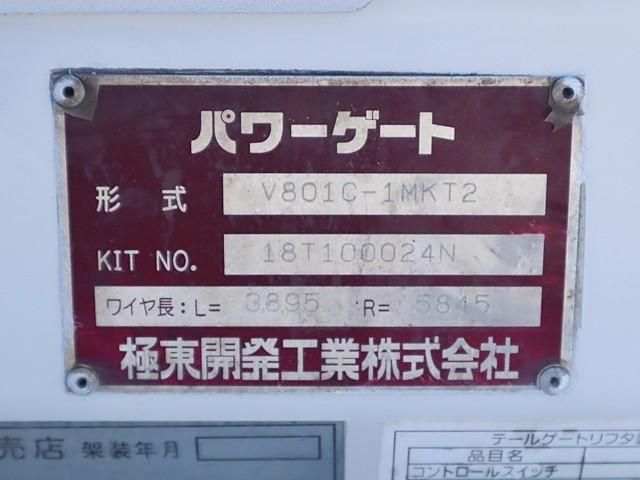 パワーゲート
形式 V801C-1MKT2
KIT NO. 18T100024N
ワイヤ長:L= 3895 R= 5845
極東開発工業株式会社
売店 架装年月
テールゲートリフタ
品目名
コントロールスイッチ